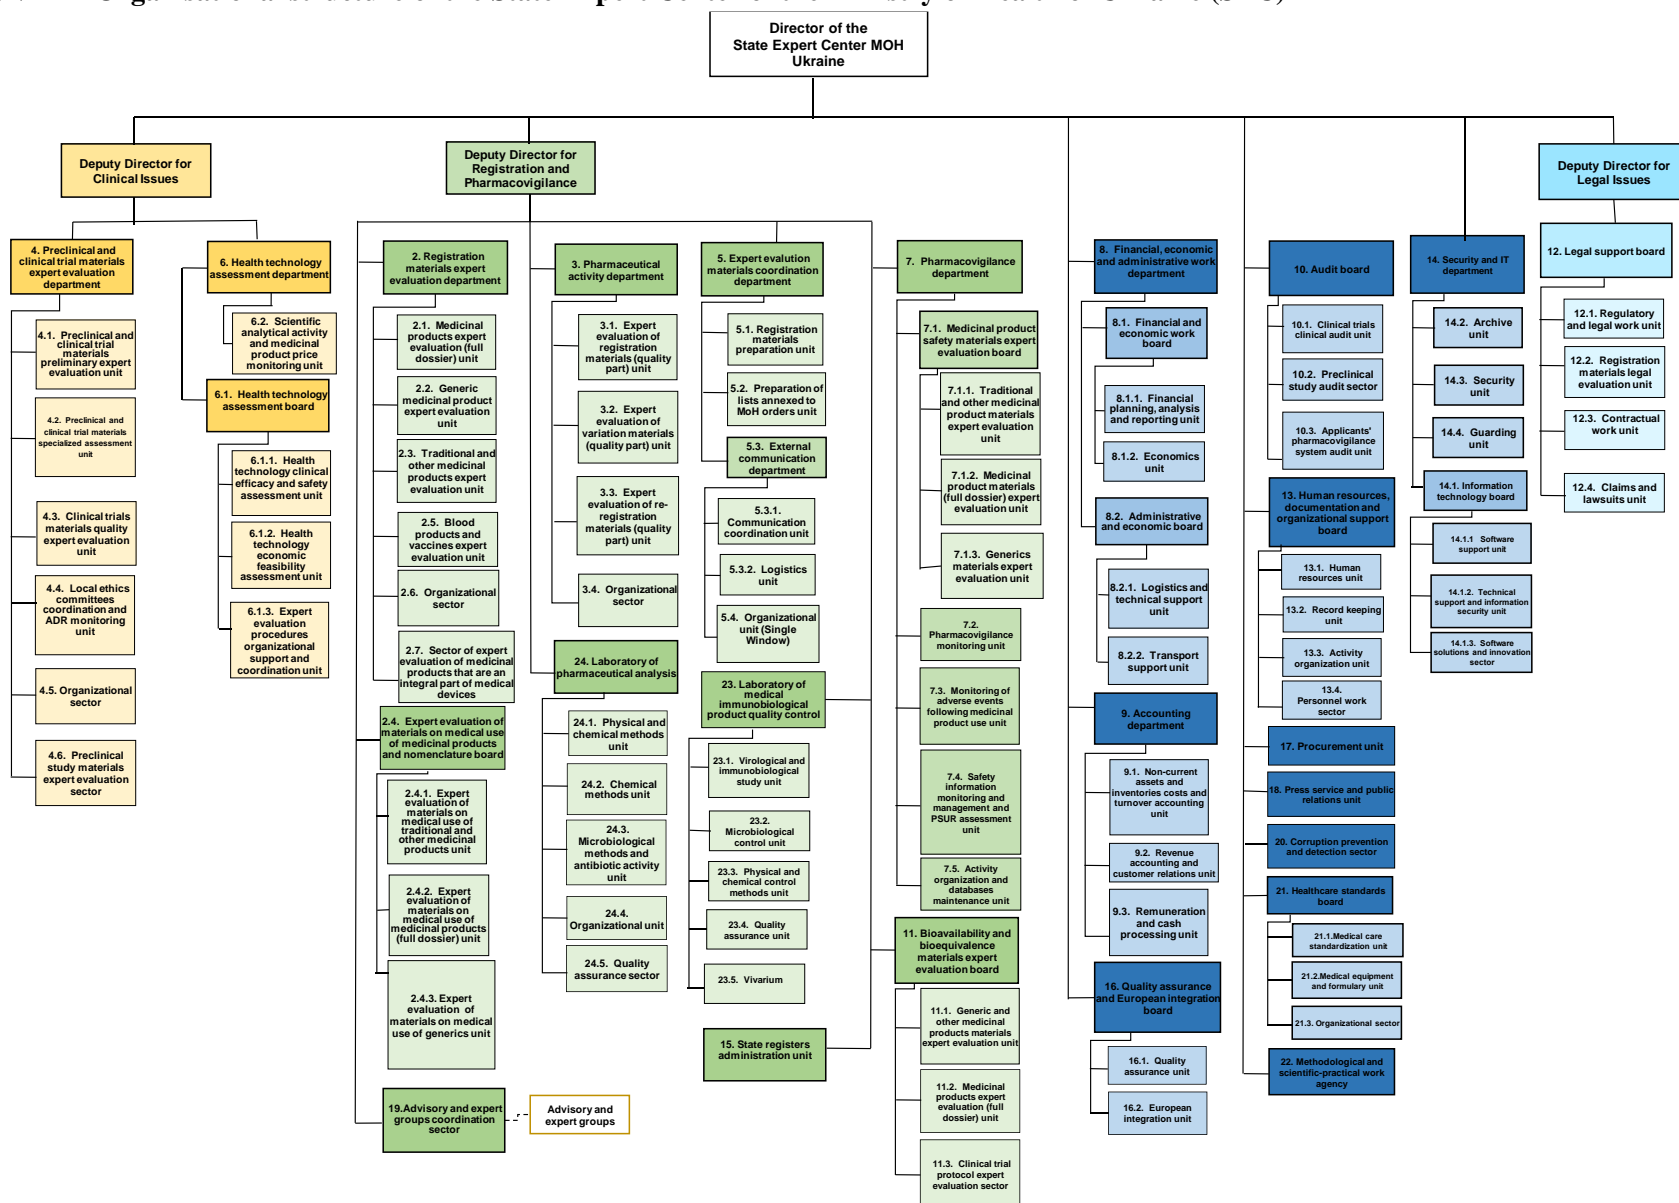 Director of the
State Expert Center MOH
Ukraine
Deputy Director for
Clinical Issues
Deputy Director for
Registration and
Pharmacovigilance
Deputy Director for
Legal Issues
4. Preclinical and
clinical trial materials
expert evaluation
department
4.1. Preclinical and
clinical trial
materials
preliminary expert
evaluation unit
4.2. Preclinical and
clinical trial materials
specialized assessment
unit
4.3. Clinical trials
materials quality
expert evaluation
unit
4.4. Local ethics
committees
coordination and
ADR monitoring
unit
4.5. Organizational
sector
4.6. Preclinical
study materials
expert evaluation
sector
6. Health technology
assessment department
6.2. Scientific
analytical activity
and medicinal
product price
monitoring unit
6.1. Health technology
assessment board
6.1.1. Health
technology clinical
efficacy and safety
assessment unit
6.1.2. Health
technology
economic
feasibility
assessment unit
6.1.3. Expert
evaluation
procedures
organizational
support and
coordination unit
2. Registration
materials expert
evaluation department
2.1. Medicinal
products expert
evaluation (full
dossier) unit
2.2. Generic
medicinal product
expert evaluation
unit
2.3. Traditional and
other medicinal
products expert
evaluation unit
2.5. Blood
products and
vaccines expert
evaluation unit
2.6. Organizational
sector
2.7. Sector of expert
evaluation of medicinal
products that are an
integral part of medical
devices
2.4. Expert evaluation of
materials on medical use
of medicinal products
and nomenclature board
2.4.1. Expert
evaluation of
materials on
medical use of
traditional and
other medicinal
products unit
2.4.2. Expert
evaluation of
materials on
medical use of
medicinal products
(full dossier) unit
2.4.3. Expert
evaluation of
materials on medical
use of generics unit
19.Advisory and expert
groups coordination
sector
Advisory and
expert groups
3. Pharmaceutical
activity department
3.1. Expert
evaluation of
registration
materials (quality
part) unit
3.2. Expert
evaluation of
variation materials
(quality part) unit
3.3. Expert
evaluation of re-
registration materials
(quality part) unit
3.4. Organizational
sector
24. Laboratory of
pharmaceutical analysis
24.1. Physical and
chemical methods
unit
24.2. Chemical
methods unit
24.3.
Microbiological
methods and
antibiotic activity
unit
24.4.
Organizational unit
24.5. Quality
assurance sector
5. Expert evalution
materials coordination
department
5.1. Registration
materials
preparation unit
5.2. Preparation of
lists annexed to
MoH orders unit
5.3. External
communication
department
5.3.1.
Communication
coordination unit
5.3.2. Logistics
unit
5.4. Organizational
unit (Single
Window)
23. Laboratory of
medical
immunobiological
product quality control
23.1. Virological and
immunobiological
study unit
23.2.
Microbiological
control unit
23.3. Physical and
chemical control
methods unit
23.4. Quality
assurance unit
23.5. Vivarium
15. State registers
administration unit
7. Pharmacovigilance
department
7.1. Medicinal product
safety materials expert
evaluation board
7.1.1. Traditional
and other medicinal
product materials
expert evaluation
unit
7.1.2. Medicinal
product materials
(full dossier) expert
evaluation unit
7.1.3. Generics
materials expert
evaluation unit
7.2.
Pharmacovigilance
monitoring unit
7.3. Monitoring of
adverse events
following medicinal
product use unit
7.4. Safety
information
monitoring and
management and
PSUR assessment
unit
7.5. Activity
organization and
databases
maintenance unit
11. Bioavailability and
bioequivalence
materials expert
evaluation board
11.1. Generic and
other medicinal
products materials
expert evaluation unit
11.2. Medicinal
products expert
evaluation (full
dossier) unit
11.3. Clinical trial
protocol expert
evaluation sector
8. Financial, economic
and administrative work
department
8.1. Financial and
economic work
board
8.1.1. Financial
planning, analysis
and reporting unit
8.1.2. Economics
unit
8.2. Administrative
and economic board
8.2.1. Logistics and
technical support
unit
8.2.2. Transport
support unit
9. Accounting
department
9.1. Non-current
assets and
inventories costs and
turnover accounting
unit
9.2. Revenue
accounting and
customer relations unit
9.3. Remuneration
and cash
processing unit
16. Quality assurance
and European integration
board
16.1. Quality
assurance unit
16.2. European
integration unit
10. Audit board
10.1. Clinical trials
clinical audit unit
10.2. Preclinical
study audit sector
10.3. Applicants'
pharmacovigilance
system audit unit
13. Human resources,
documentation and
organizational support
board
13.1. Human
resources unit
13.2. Record keeping
unit
13.3. Activity
organization unit
13.4.
Personnel work
sector
17. Procurement unit
18. Press service and public
relations unit
20. Corruption prevention
and detection sector
21. Healthcare standards
board
21.1.Medical care
standardization unit
21.2.Medical equipment
and formulary unit
21.3. Organizational sector
22. Methodological and
scientific-practical work
agency
14. Security and IT
department
14.2. Archive
unit
14.3. Security
unit
14.4. Guarding
unit
14.1. Information
technology board
14.1.1 Software
support unit
14.1.2. Technical
support and information
security unit
14.1.3. Software
solutions and innovation
sector
12. Legal support board
12.1. Regulatory
and legal work unit
12.2. Registration
materials legal
evaluation unit
12.3. Contractual
work unit
12.4. Claims and
lawsuits unit